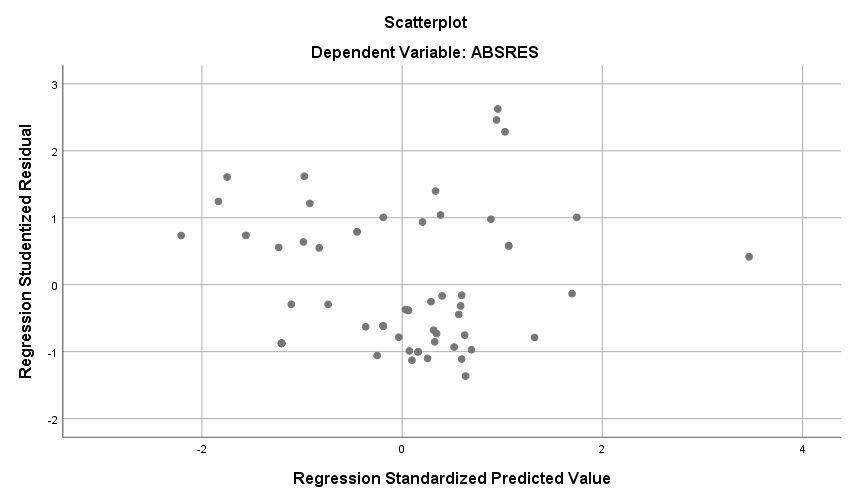 Scatterplot
Dependent Variable: ABSRES
Regression Studentized Residual
3
2
1
0
-1
-2
-2
0
2
4
Regression Standardized Predicted Value